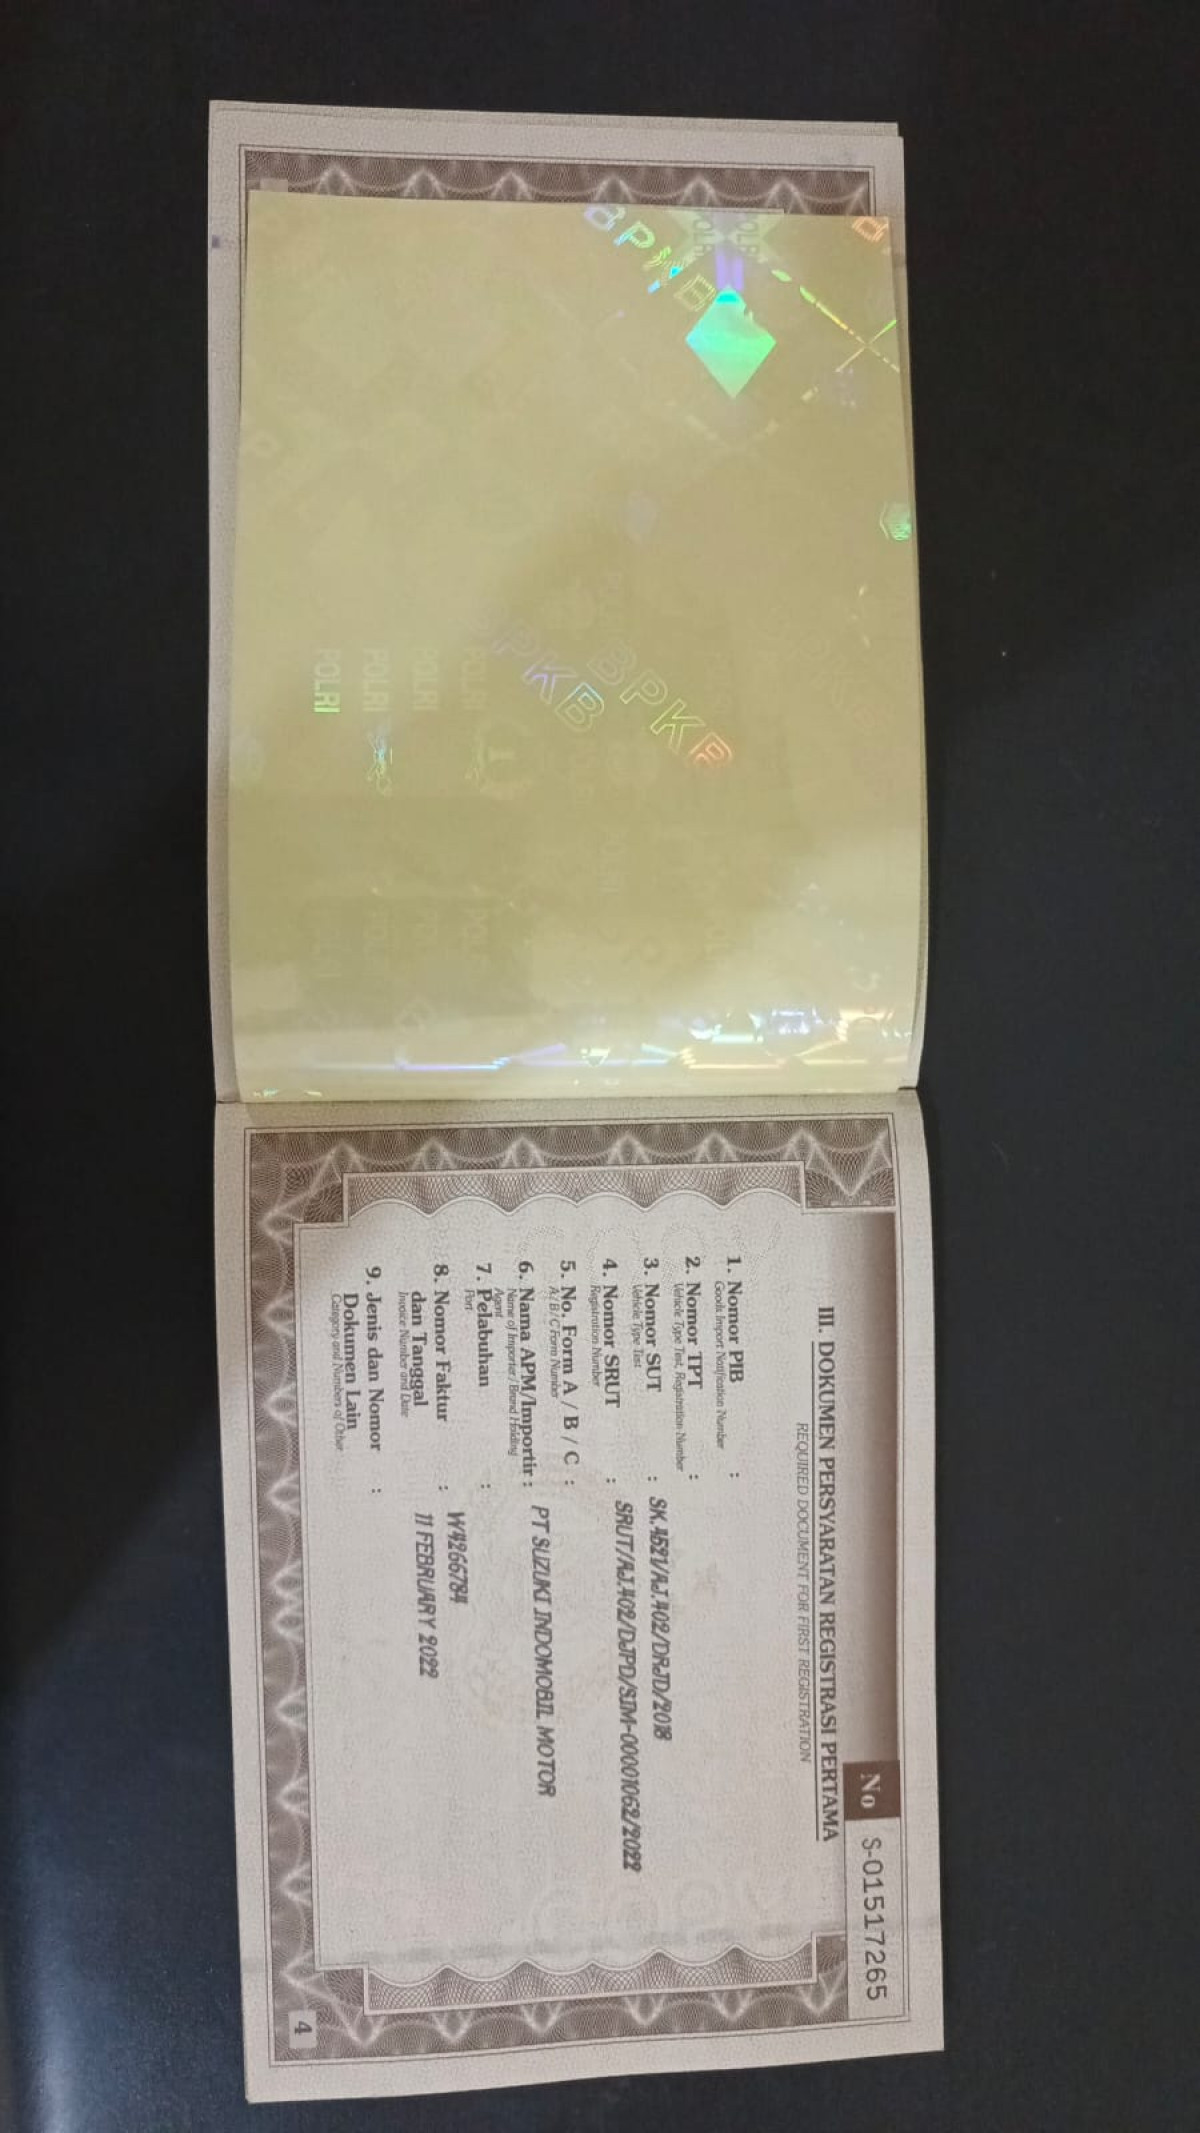 BPKB
B
BPKB
BPKB
POLRI
POLRI
POLRI
POLRI
No S-01517265
III. DOKUMEN PERSYARATAN REGISTRASI PERTAMA
REQUIRED DOCUMENT FOR FIRST REGISTRATION
1. Nomor PIB :
Goods Import Notification Number
2. Nomor TPT :
Vehicle Type Test, Registration Number
3. Nomor SUT : SK.4521/AJ.402/DRJD/2018
Vehicle Type Test
4. Nomor SRUT : SRUT/AJ.402/DJPD/SIM-00001062/2022
Registration Number
5. No. Form A / B / C :
A / B / C Form Number
6. Nama APM/Importir : PT SUZUKI INDOMOBIL MOTOR
Name of Importer / Brand Holding
Agent
7. Pelabuhan :
Port
8. Nomor Faktur : W4266784
dan Tanggal 11 FEBRUARY 2022
Invoice Number and Date
9. Jenis dan Nomor :
Dokumen Lain
Category and Numbers of Other
4